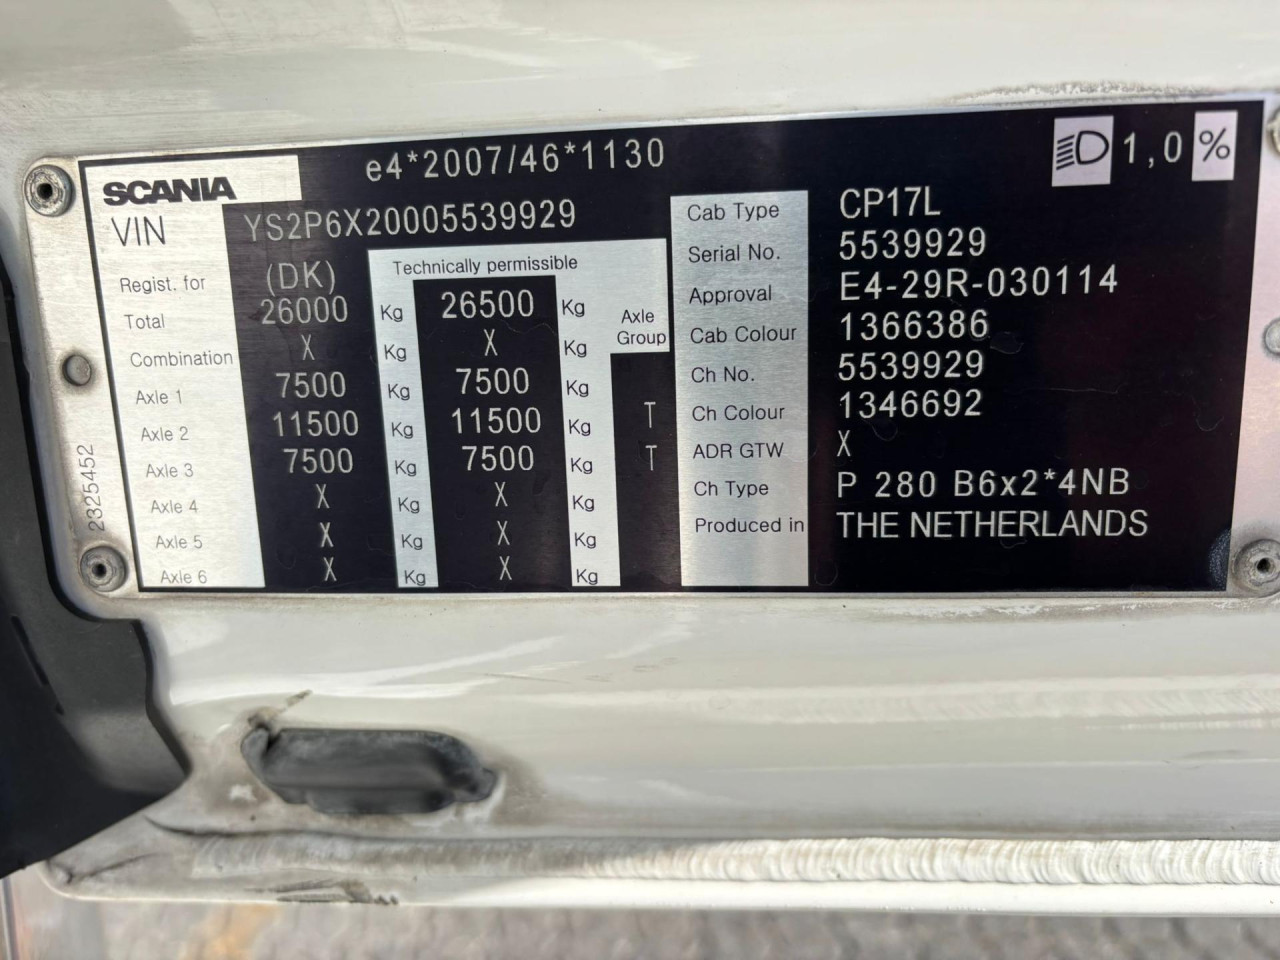 e4*2007/46*1130
1,0 %
SCANIA
VIN YS2P6X20005539929
Regist. for (DK)
Technically permissible
Total 26000 Kg 26500 Kg
Axle Group
Combination X Kg X Kg
Axle 1 7500 Kg 7500 Kg
Axle 2 11500 Kg 11500 Kg T
Axle 3 7500 Kg 7500 Kg T
Axle 4 X Kg X Kg
Axle 5 X Kg X Kg
Axle 6 X Kg X Kg
2325452
Cab Type CP17L
Serial No. 5539929
Approval E4-29R-030114
Cab Colour 1366386
Ch No. 5539929
Ch Colour 1346692
ADR GTW X
Ch Type P 280 B6x2*4NB
Produced in THE NETHERLANDS